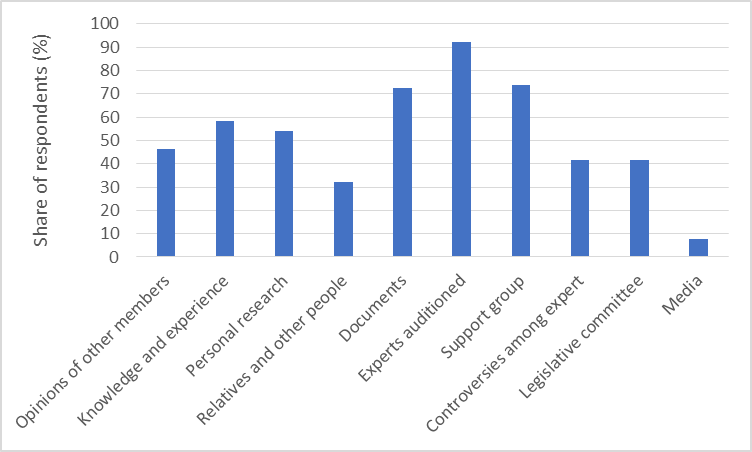 Share of respondents (%)
100
90
80
70
60
50
40
30
20
10
0
Opinions of other members
Knowledge and experience
Personal research
Relatives and other people
Documents
Experts auditioned
Support group
Controversies among expert
Legislative committee
Media